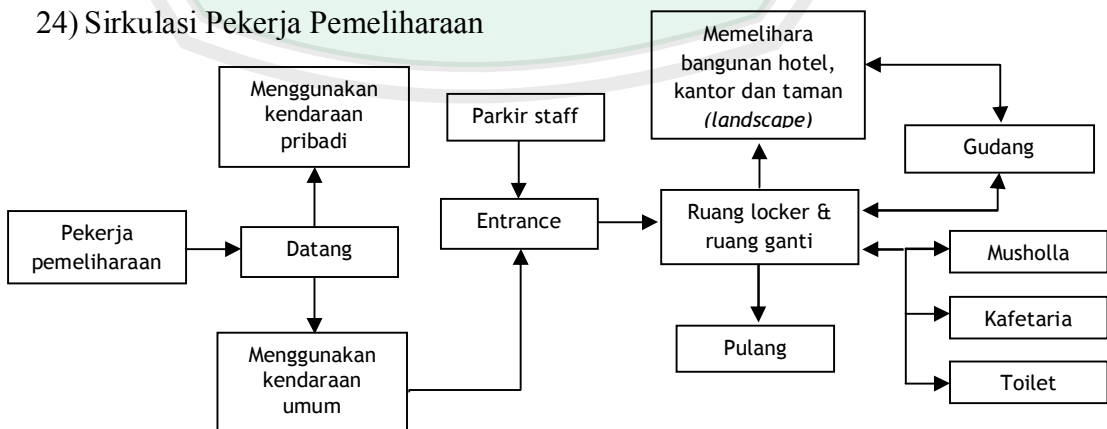 24) Sirkulasi Pekerja Pemeliharaan
Menggunakan
kendaraan
pribadi
Parkir staff
Memelihara
bangunan hotel,
kantor dan taman
(landscape)
Gudang
Pekerja
pemeliharaan
Datang
Entrance
Ruang locker &
ruang ganti
Musholla
Kafetaria
Toilet
Menggunakan
kendaraan
umum
Pulang